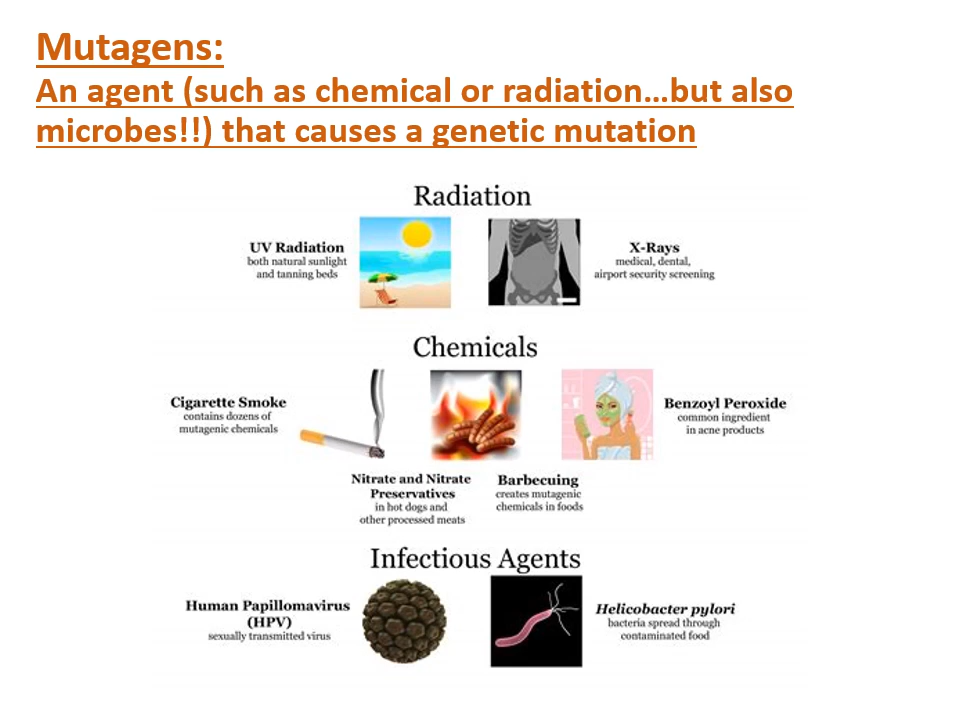 Mutagens:
An agent (such as chemical or radiation…but also
microbes!!) that causes a genetic mutation
Radiation
UV Radiation
both natural sunlight
and tanning beds
X-Rays
medical, dental,
airport security screening
Chemicals
Cigarette Smoke
contains dozens of
mutagenic chemicals
Benzoyl Peroxide
common ingredient
in acne products
Nitrate and Nitrate
Preservatives
in hot dogs and
other processed meats
Barbecuing
creates mutagenic
chemicals in foods
Infectious Agents
Human Papillomavirus
(HPV)
sexually transmitted virus
Helicobacter pylori
bacteria spread through
contaminated food